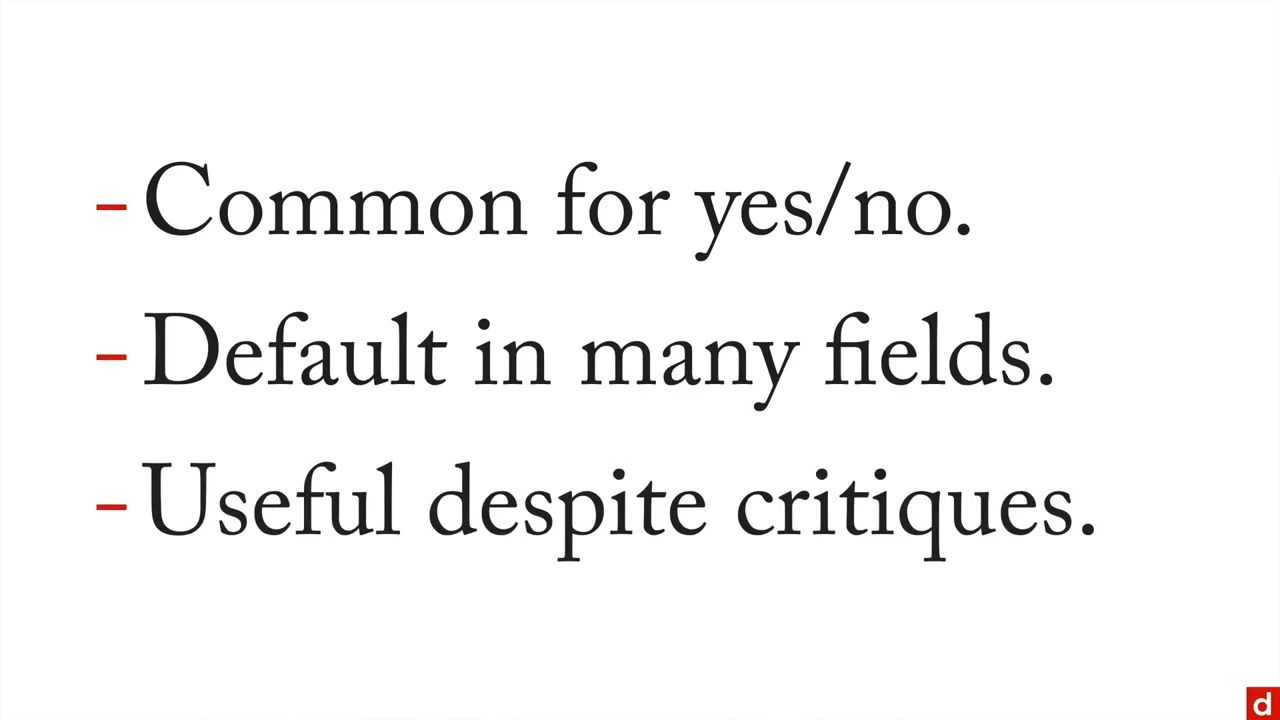 – Common for yes/no.
– Default in many fields.
– Useful despite critiques.
d